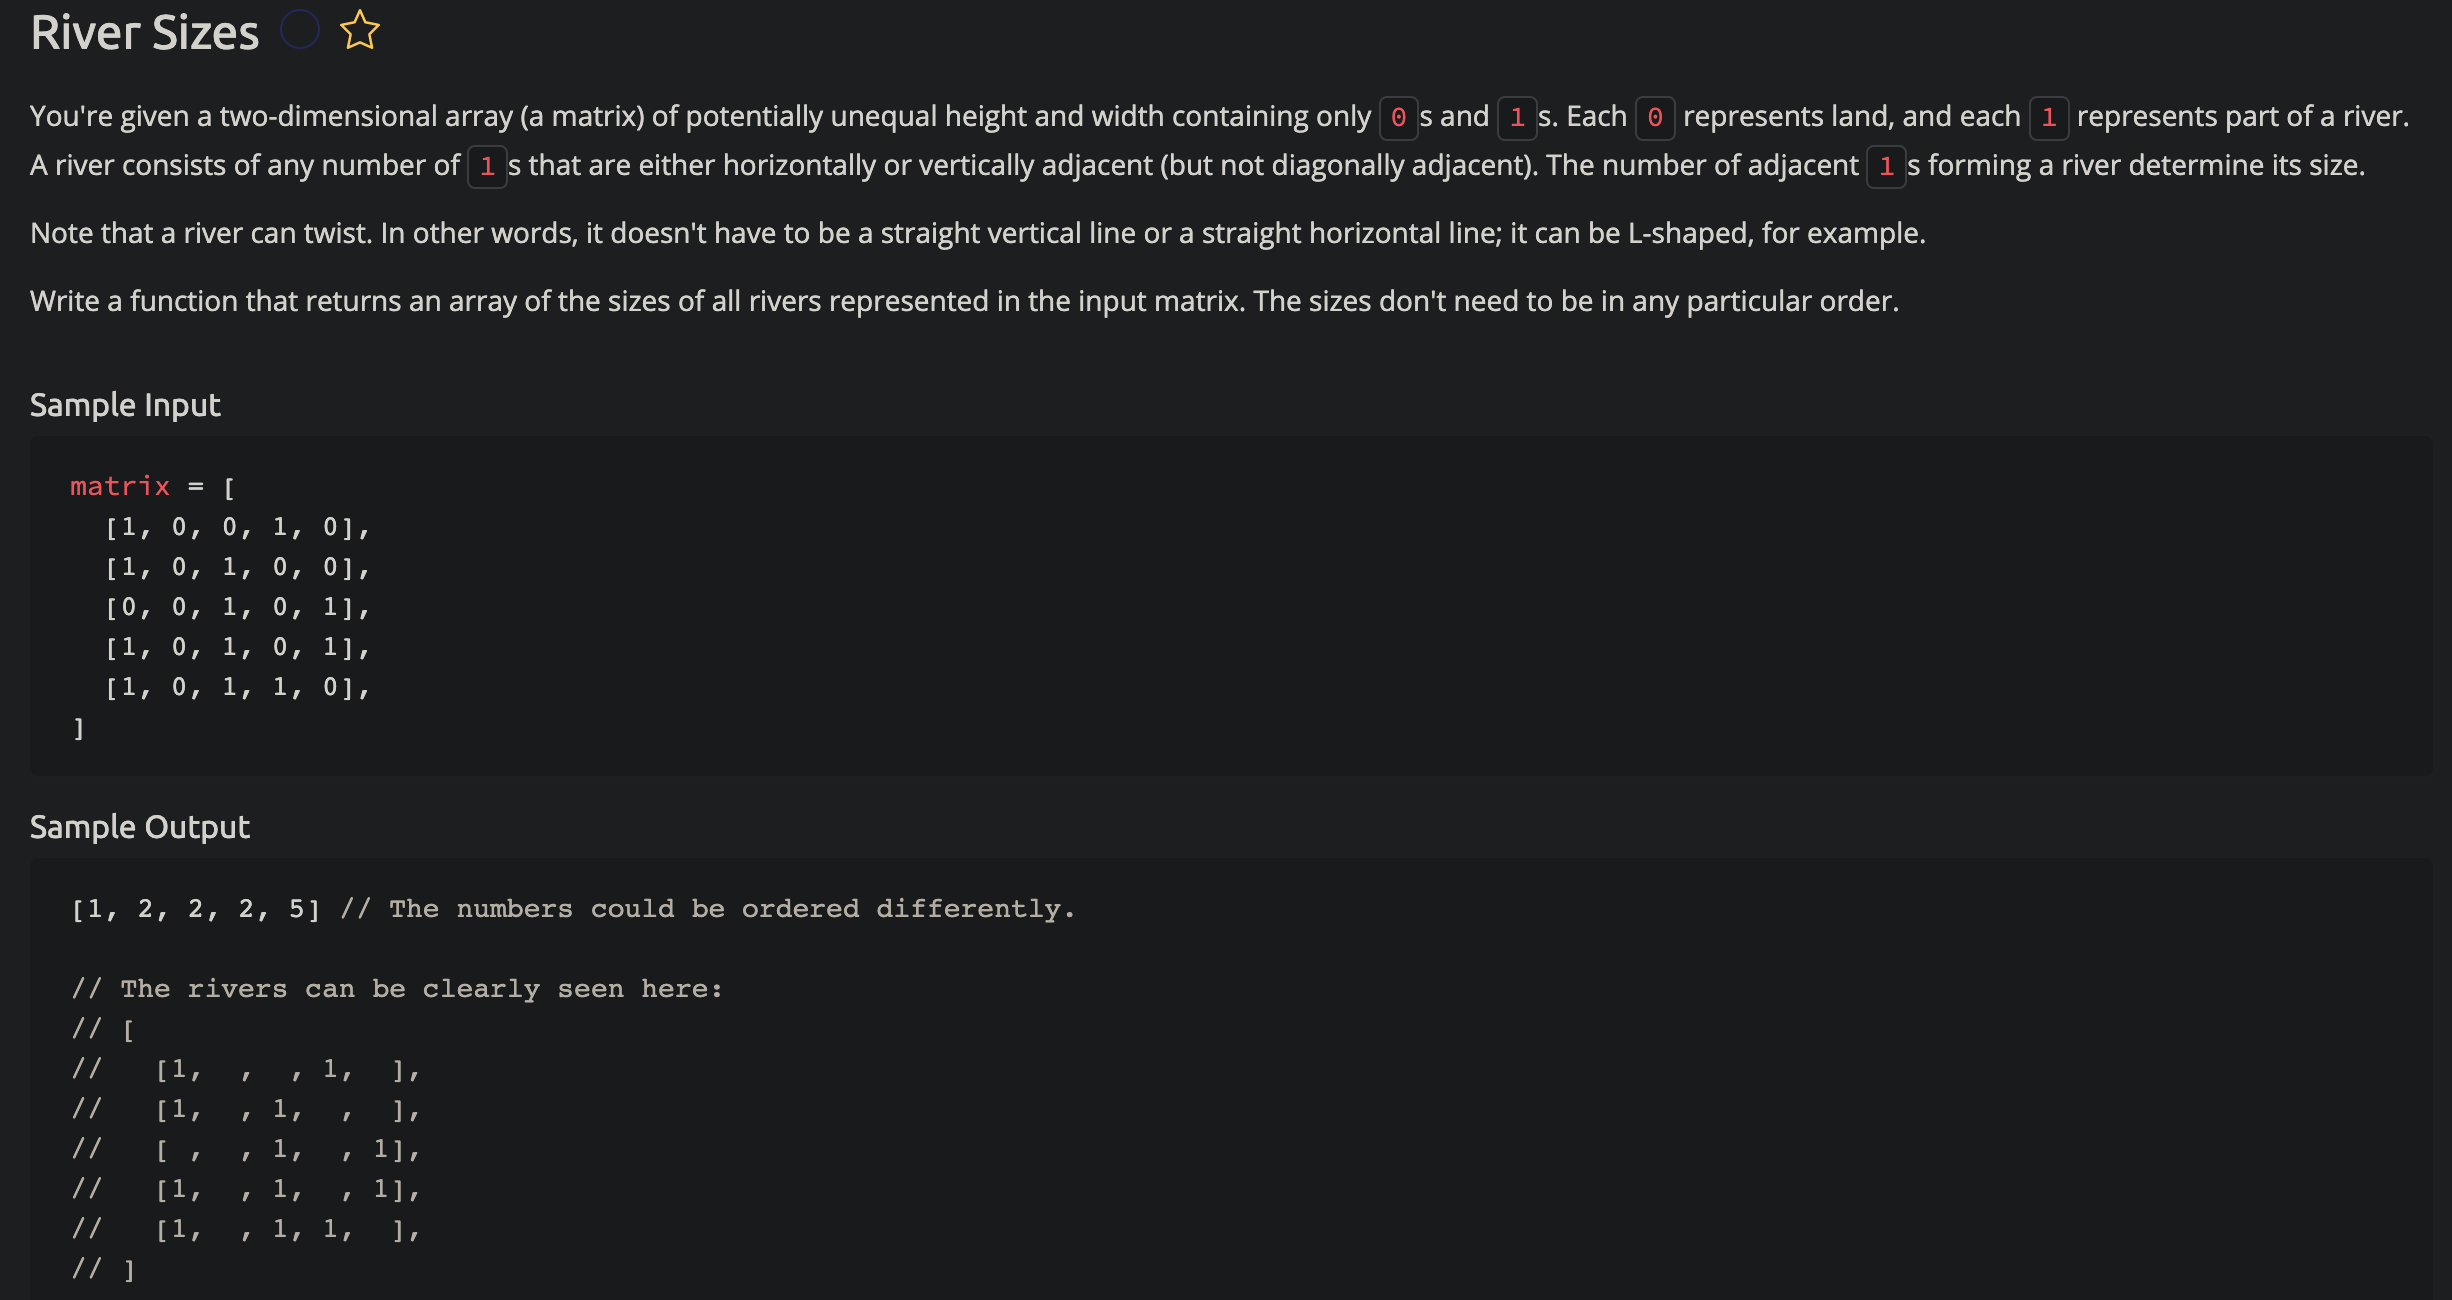 River Sizes
You're given a two-dimensional array (a matrix) of potentially unequal height and width containing only 0s and 1s. Each 0 represents land, and each 1 represents part of a river.
A river consists of any number of 1s that are either horizontally or vertically adjacent (but not diagonally adjacent). The number of adjacent 1s forming a river determine its size.
Note that a river can twist. In other words, it doesn't have to be a straight vertical line or a straight horizontal line; it can be L-shaped, for example.
Write a function that returns an array of the sizes of all rivers represented in the input matrix. The sizes don't need to be in any particular order.
Sample Input
matrix = [
  [1, 0, 0, 1, 0],
  [1, 0, 1, 0, 0],
  [0, 0, 1, 0, 1],
  [1, 0, 1, 0, 1],
  [1, 0, 1, 1, 0],
]
Sample Output
[1, 2, 2, 2, 5] // The numbers could be ordered differently.
// The rivers can be clearly seen here:
// [
//   [1,  ,  , 1,  ],
//   [1,  , 1,  ,  ],
//   [ ,  , 1,  , 1],
//   [1,  , 1,  , 1],
//   [1,  , 1, 1,  ],
// ]